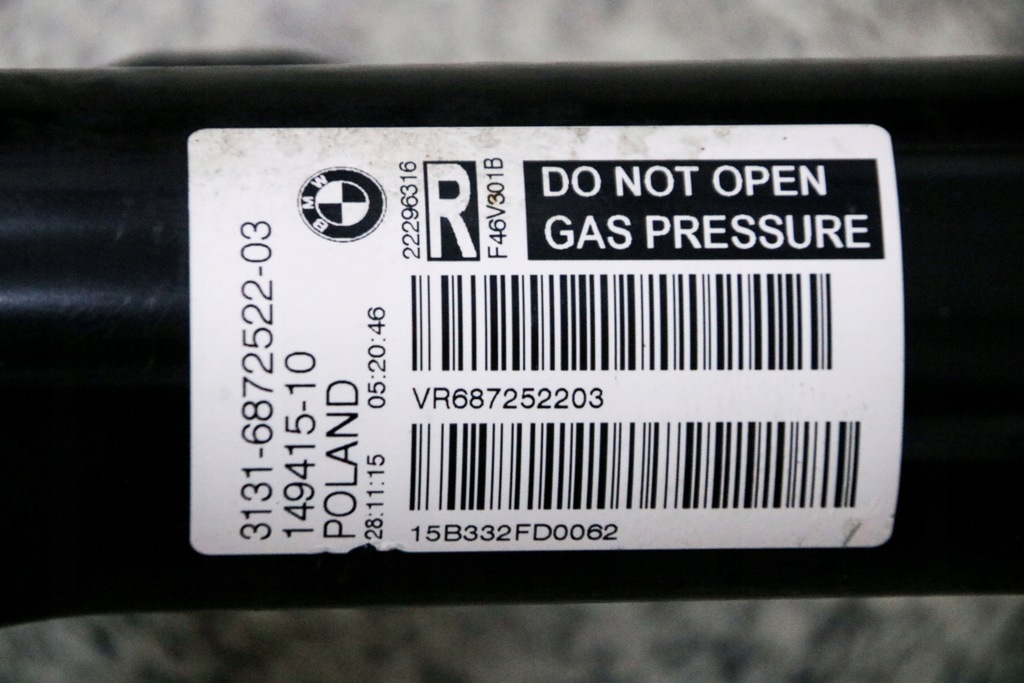 3131-6872522-03
149415-10
POLAND
28:11:15 05:20:46
BMW
22296316
R
F46V301B
DO NOT OPEN
GAS PRESSURE
VR687252203
15B332FD0062